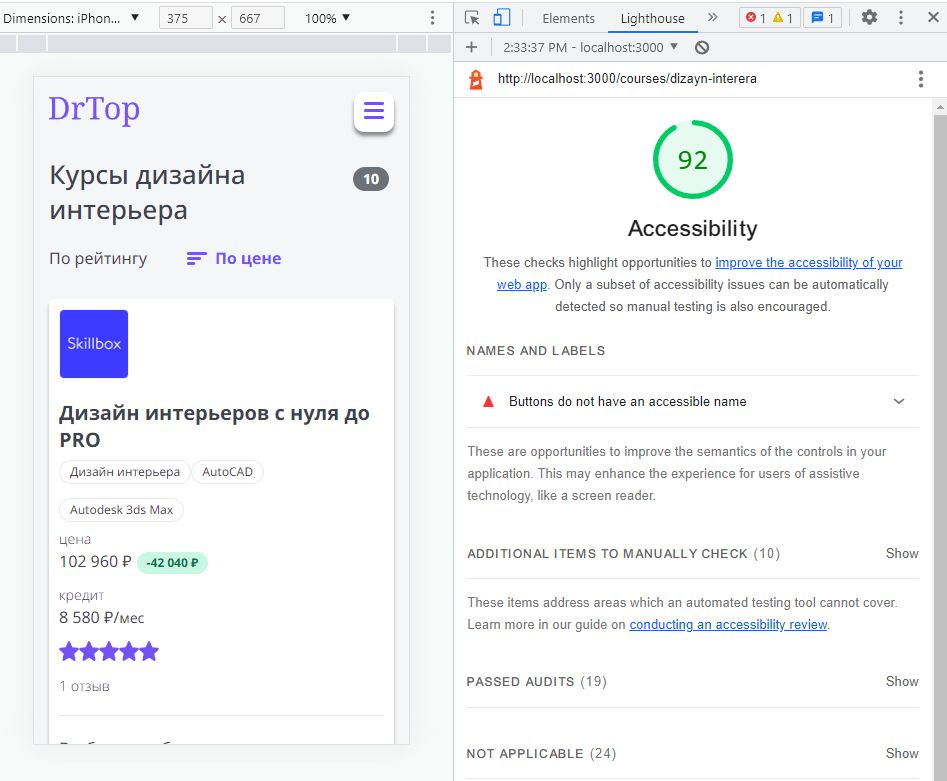 Dimensions: iPhon... ▼ 375 × 667 100% ▼
Elements Lighthouse » 1 1 1
2:33:37 PM - localhost:3000 ▼
http://localhost:3000/courses/dizayn-interera
DrTop
Курсы дизайна
интерьера
10
По рейтингу По цене
Skillbox
Дизайн интерьеров с нуля до
PRO
Дизайн интерьера AutoCAD
Autodesk 3ds Max
цена
102 960 ₽ -42 040 ₽
кредит
8 580 ₽/мес
1 отзыв
92
Accessibility
These checks highlight opportunities to improve the accessibility of your
web app. Only a subset of accessibility issues can be automatically
detected so manual testing is also encouraged.
NAMES AND LABELS
Buttons do not have an accessible name
These are opportunities to improve the semantics of the controls in your
application. This may enhance the experience for users of assistive
technology, like a screen reader.
ADDITIONAL ITEMS TO MANUALLY CHECK (10) Show
These items address areas which an automated testing tool cannot cover.
Learn more in our guide on conducting an accessibility review.
PASSED AUDITS (19) Show
NOT APPLICABLE (24) Show